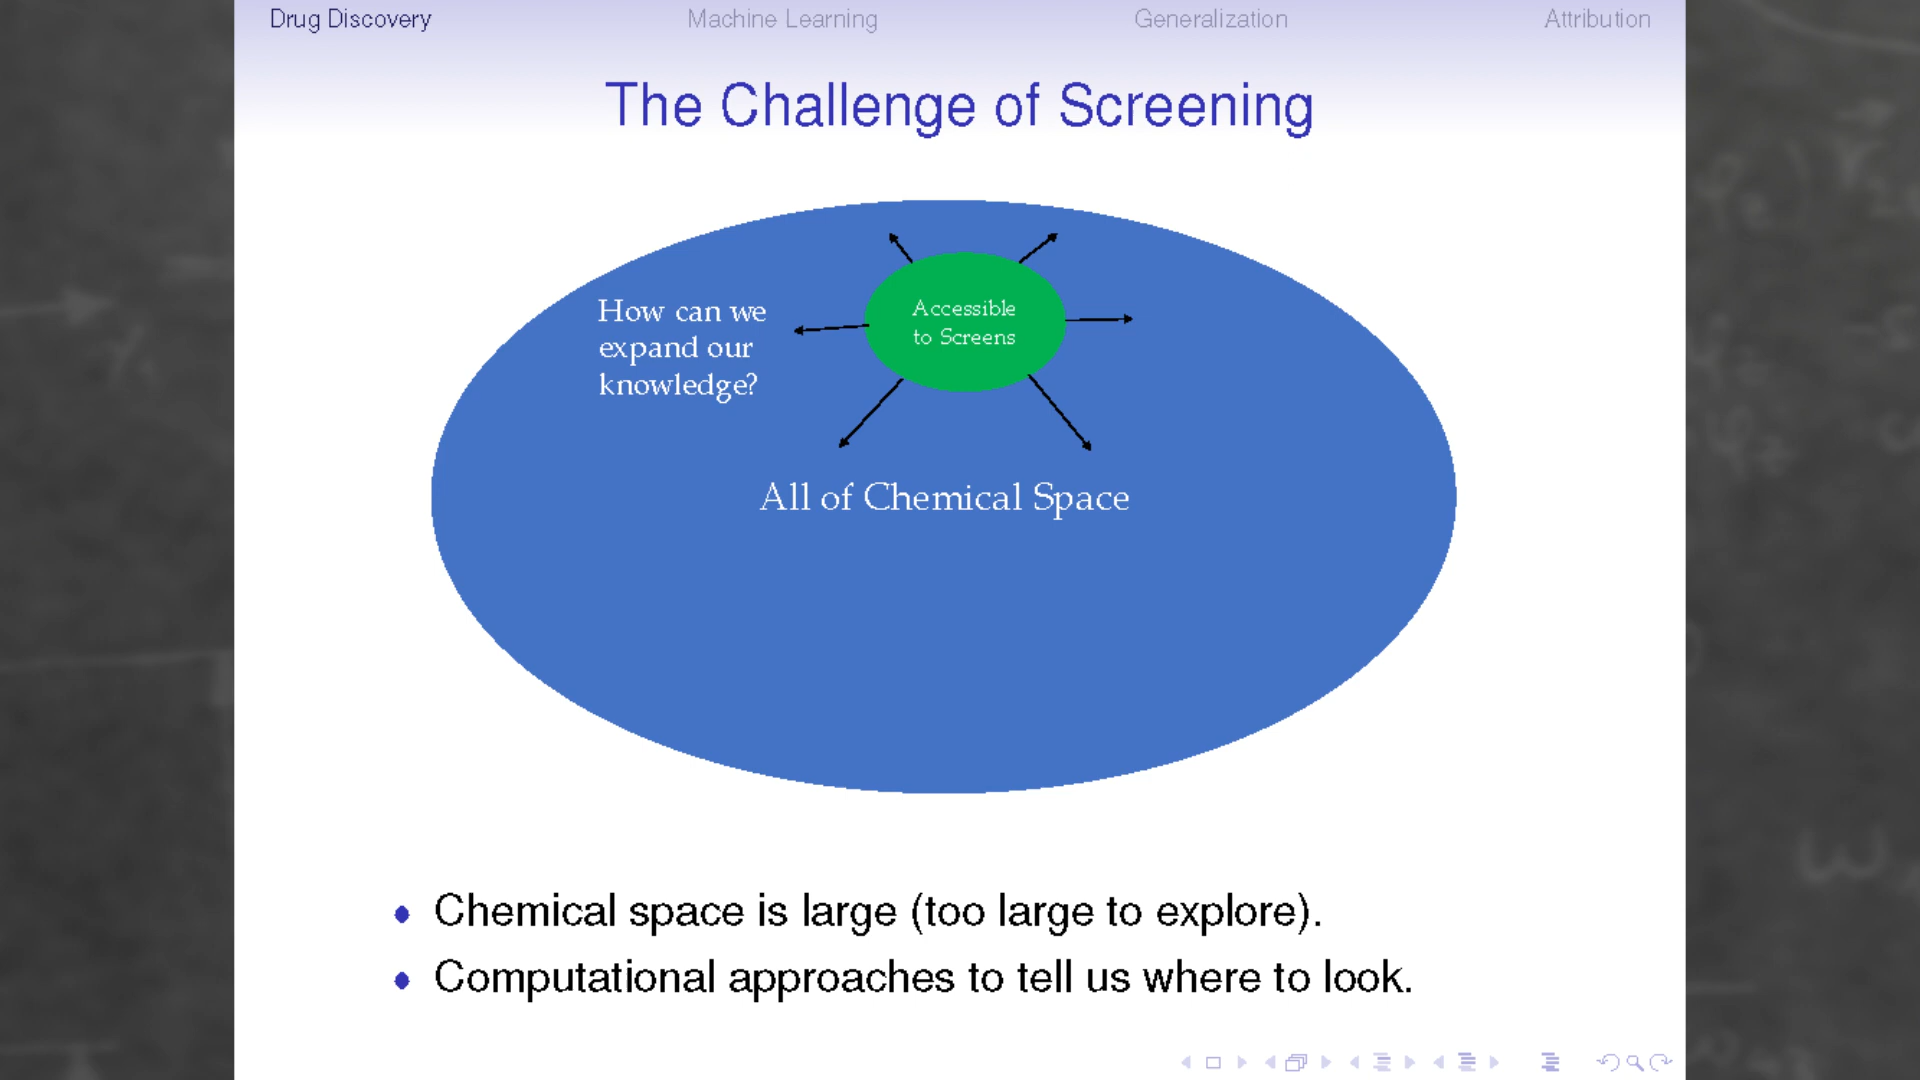 Drug Discovery
Machine Learning
Generalization
Attribution
The Challenge of Screening
How can we
expand our
knowledge?
Accessible
to Screens
All of Chemical Space
• Chemical space is large (too large to explore).
• Computational approaches to tell us where to look.